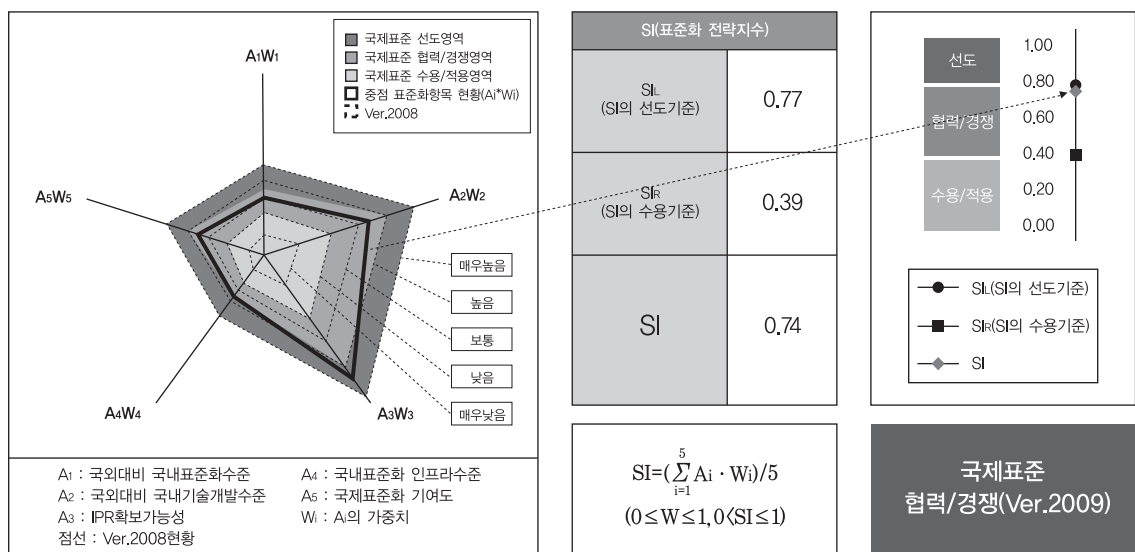 국제표준 선도영역
국제표준 협력/경쟁영역
국제표준 수용/적용영역
중점 표준화항목 현황(Ai*Wi)
Ver.2008
A₁W₁
A₂W₂
A₅W₅
A₄W₄
A₃W₃
매우높음
높음
보통
낮음
매우낮음
A₁ : 국외대비 국내표준화수준
A₂ : 국외대비 국내기술개발수준
A₃ : IPR확보가능성
점선 : Ver.2008현황
A₄ : 국내표준화 인프라수준
A₅ : 국제표준화 기여도
Wᵢ : Aᵢ의 가중치
SI(표준화 전략지수)
SIL
(SI의 선도기준)
0.77
SIR
(SI의 수용기준)
0.39
SI
0.74
SI=(∑Ai · Wi)/5
5
i=1
(0≤W≤1, 0〈SI≤1)
선도
협력/경쟁
수용/적용
1.00
0.80
0.60
0.40
0.20
0.00
SIL(SI의 선도기준)
SIR(SI의 수용기준)
SI
국제표준
협력/경쟁(Ver.2009)